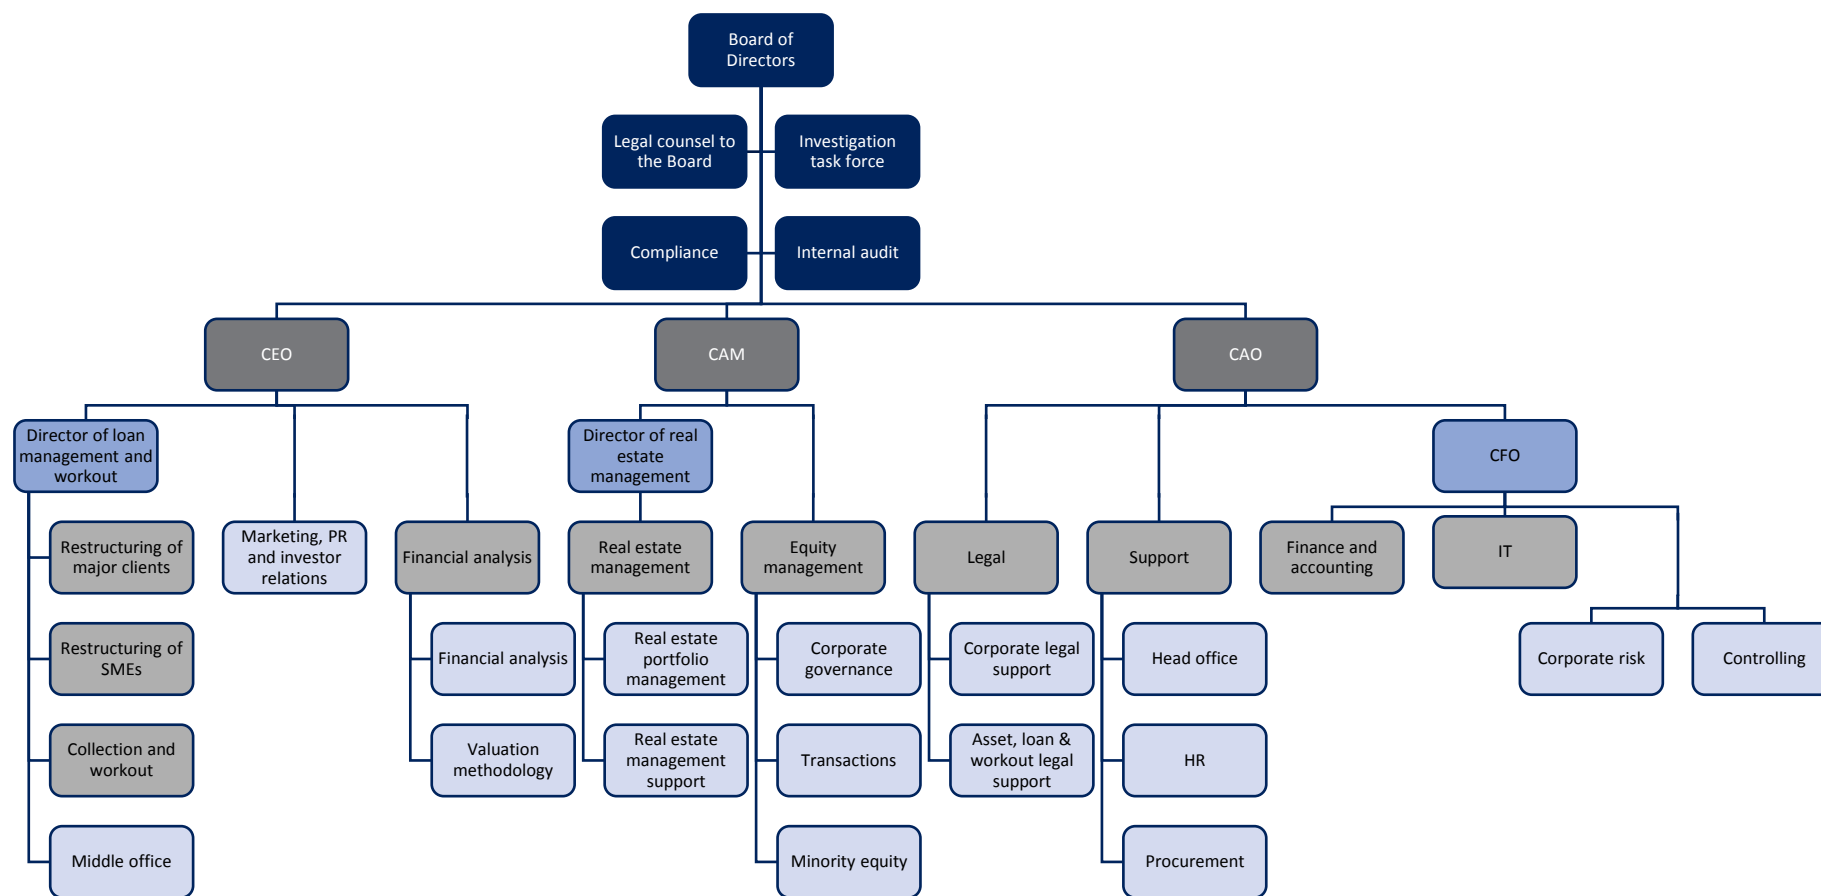 Board of
Directors
Legal counsel to
the Board
Investigation
task force
Compliance
Internal audit
CEO
CAM
CAO
Director of loan
management and
workout
Director of real
estate
management
CFO
Restructuring of
major clients
Marketing, PR
and investor
relations
Financial analysis
Real estate
management
Equity
management
Legal
Support
Finance and
accounting
IT
Restructuring of
SMEs
Financial analysis
Real estate
portfolio
management
Corporate
governance
Corporate legal
support
Head office
Corporate risk
Controlling
Collection and
workout
Valuation
methodology
Real estate
management
support
Transactions
Asset, loan &
workout legal
support
HR
Middle office
Minority equity
Procurement